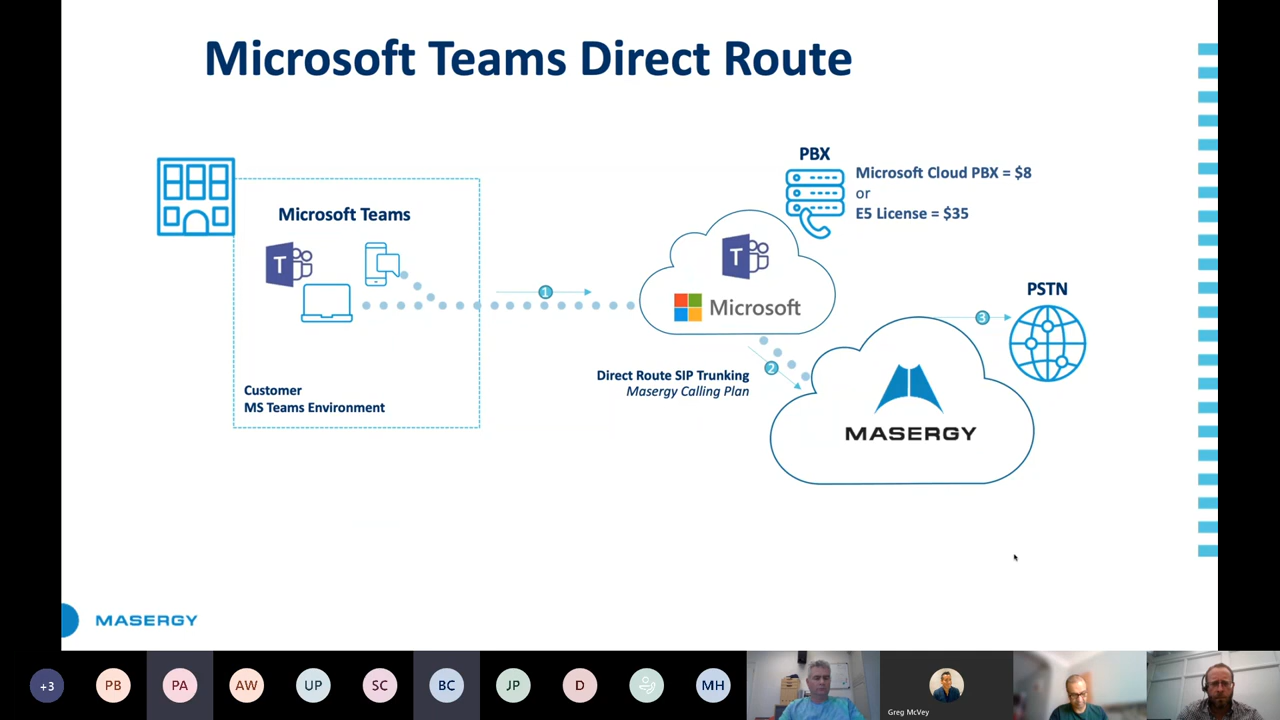 Microsoft Teams Direct Route
PBX
Microsoft Cloud PBX = $8
or
E5 License = $35
Microsoft Teams
T
T
Microsoft
PSTN
1
3
2
Direct Route SIP Trunking
Masergy Calling Plan
Customer
MS Teams Environment
MASERGY
MASERGY
+3
PB
PA
AW
UP
SC
BC
JP
D
MH
Greg McVey